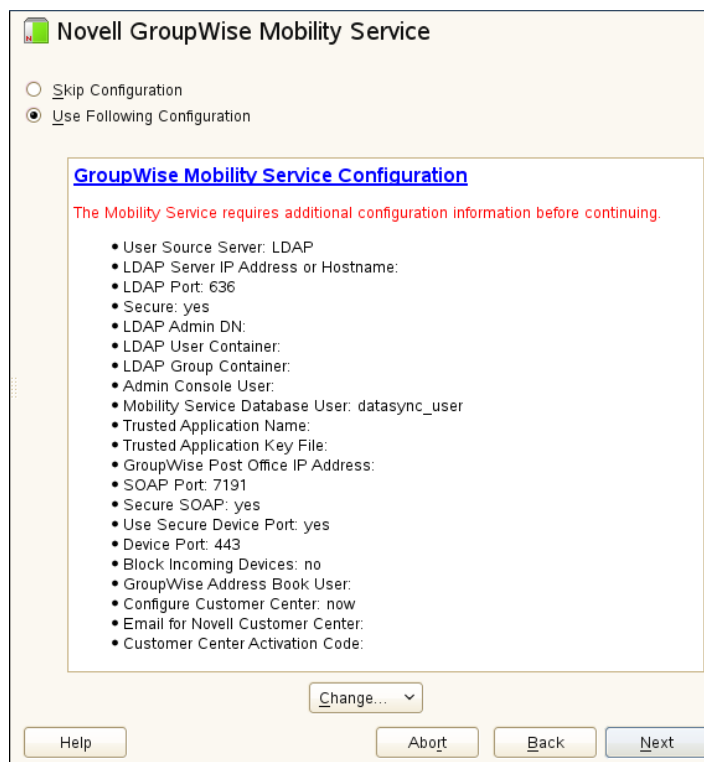 Novell GroupWise Mobility Service
Skip Configuration
Use Following Configuration
GroupWise Mobility Service Configuration
The Mobility Service requires additional configuration information before continuing.
• User Source Server: LDAP
• LDAP Server IP Address or Hostname:
• LDAP Port: 636
• Secure: yes
• LDAP Admin DN:
• LDAP User Container:
• LDAP Group Container:
• Admin Console User:
• Mobility Service Database User: datasync_user
• Trusted Application Name:
• Trusted Application Key File:
• GroupWise Post Office IP Address:
• SOAP Port: 7191
• Secure SOAP: yes
• Use Secure Device Port: yes
• Device Port: 443
• Block Incoming Devices: no
• GroupWise Address Book User:
• Configure Customer Center: now
• Email for Novell Customer Center:
• Customer Center Activation Code:
Change...
Help Abort Back Next